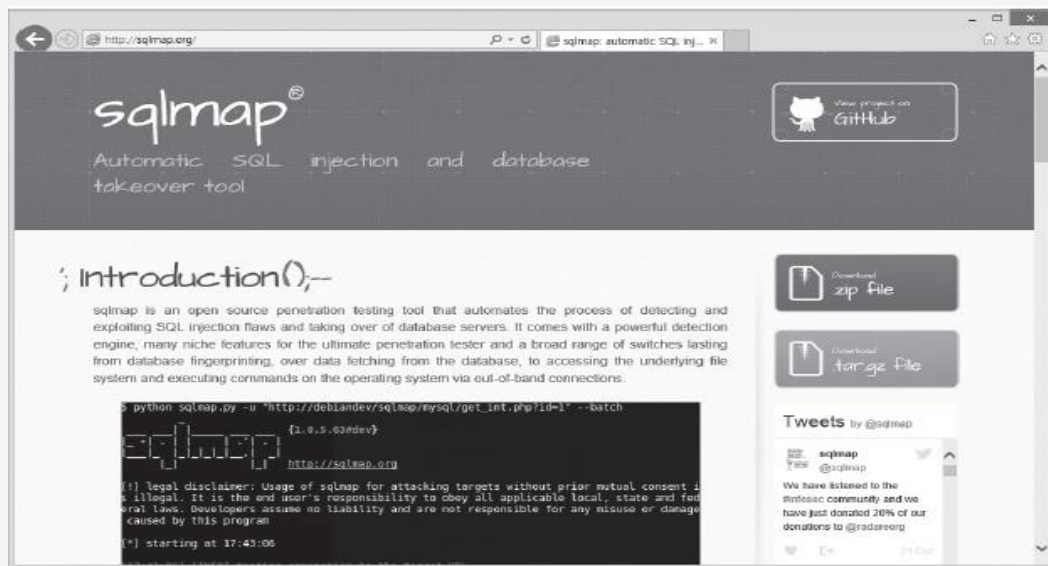 http://sqlmap.org/
sqlmap: automatic SQL inj...
sqlmap®
Automatic SQL injection and database
takeover tool
View project on
GitHub
'; Introduction();--
sqlmap is an open source penetration testing tool that automates the process of detecting and
exploiting SQL injection flaws and taking over of database servers. It comes with a powerful detection
engine, many niche features for the ultimate penetration tester and a broad range of switches lasting
from database fingerprinting, over data fetching from the database, to accessing the underlying file
system and executing commands on the operating system via out-of-band connections.
$ python sqlmap.py -u "http://debiandev/sqlmap/mysql/get_int.php?id=1" --batch
{1.0.5.63#dev}
http://sqlmap.org
[!] legal disclaimer: Usage of sqlmap for attacking targets without prior mutual consent i
s illegal. It is the end user's responsibility to obey all applicable local, state and fed
eral laws. Developers assume no liability and are not responsible for any misuse or damage
caused by this program
[*] starting at 17:43:06
Download
zip file
Download
.tar.gz file
Tweets by @sqlmap
sqlmap
@sqlmap
We have listened to the
#infosec community and we
have just donated 20% of our
donations to @radareorg
21 Oct